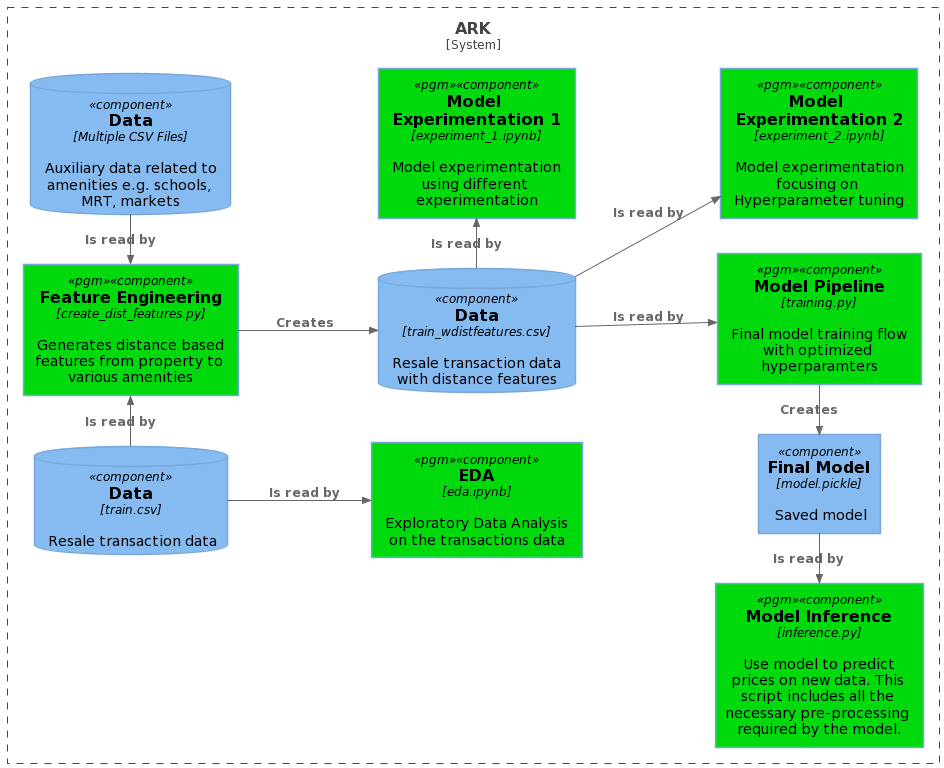 ARK
[System]
«component»
Data
[Multiple CSV Files]
Auxiliary data related to
amenities e.g. schools,
MRT, markets
«pgm»«component»
Model
Experimentation 1
[experiment_1.ipynb]
Model experimentation
using different
experimentation
«pgm»«component»
Model
Experimentation 2
[experiment_2.ipynb]
Model experimentation
focusing on
Hyperparameter tuning
Is read by
Is read by
Is read by
«pgm»«component»
Feature Engineering
[create_dist_features.py]
Generates distance based
features from property to
various amenities
Creates
«component»
Data
[train_wdistfeatures.csv]
Resale transaction data
with distance features
Is read by
«pgm»«component»
Model Pipeline
[training.py]
Final model training flow
with optimized
hyperparamters
Is read by
Creates
«component»
Data
[train.csv]
Resale transaction data
Is read by
«pgm»«component»
EDA
[eda.ipynb]
Exploratory Data Analysis
on the transactions data
«component»
Final Model
[model.pickle]
Saved model
Is read by
«pgm»«component»
Model Inference
[inference.py]
Use model to predict
prices on new data. This
script includes all the
necessary pre-processing
required by the model.